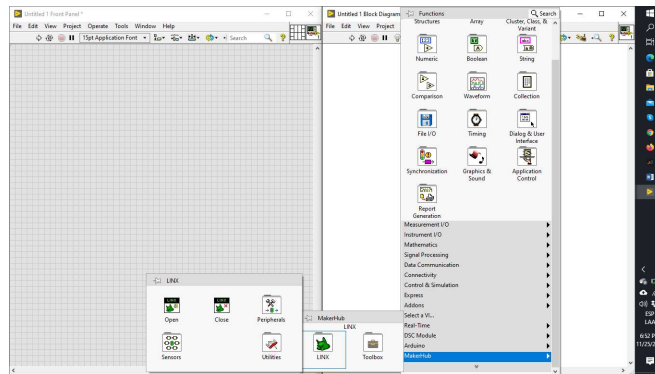 Untitled 1 Front Panel *
File Edit View Project Operate Tools Window Help
15pt Application Font
Search
Untitled 1 Block Diagram
File Edit View Project
Functions
Search
Structures
Array
Cluster, Class, & Variant
Numeric
Boolean
String
Comparison
Waveform
Collection
File I/O
Timing
Dialog & User Interface
Synchronization
Graphics & Sound
Application Control
Report Generation
Measurement I/O
Instrument I/O
Mathematics
Signal Processing
Data Communication
Connectivity
Control & Simulation
Express
Addons
Select a VI...
Real-Time
DSC Module
Arduino
MakerHub
LINX
Open
Close
Peripherals
Sensors
Utilities
MakerHub
LINX
LINX
Toolbox
ESP
LAA
6:52 P
11/25/2